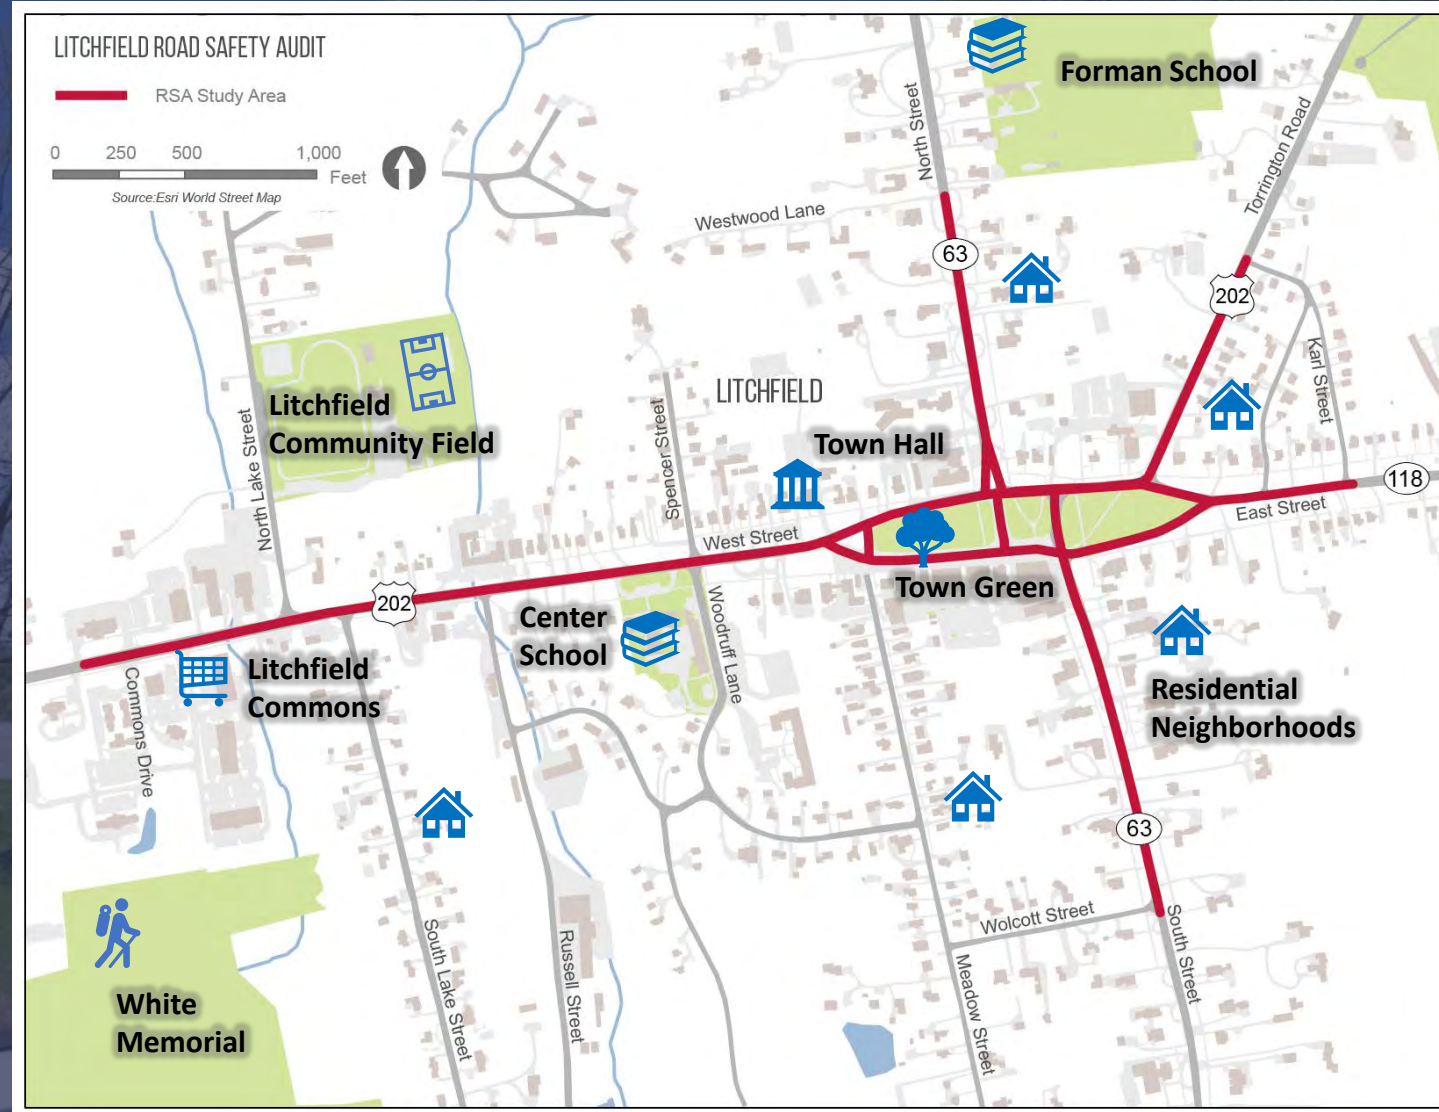 LITCHFIELD ROAD SAFETY AUDIT
RSA Study Area
0 250 500 1,000
Feet
Source:Esri World Street Map
Forman School
North Street
Torrington Road
Westwood Lane
63
202
Karl Street
Litchfield
Community Field
North Lake Street
Spencer Street
LITCHFIELD
Town Hall
118
East Street
West Street
Town Green
202
Center
School
Woodruff Lane
Litchfield
Commons
Commons Drive
Residential
Neighborhoods
63
Wolcott Street
South Street
White
Memorial
South Lake Street
Russell Street
Meadow Street